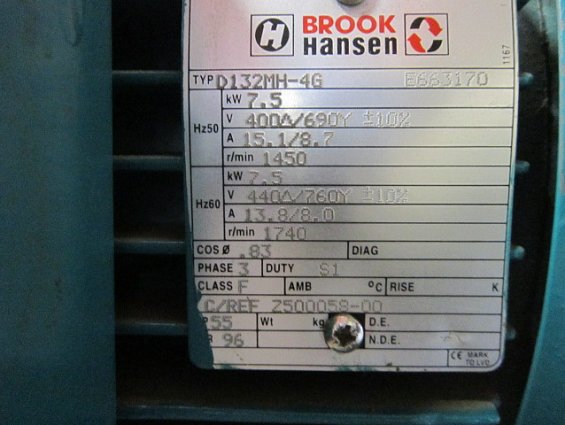 H BROOK Hansen
1167
TYP D132MH-4G E663170
Hz50
kW 7.5
V 400Δ/690Y ±10%
A 15.1/8.7
r/min 1450
Hz60
kW 7.5
V 440Δ/760Y ±10%
A 13.8/8.0
r/min 1740
COS Ø .83 DIAG
PHASE 3 DUTY S1
CLASS F AMB °C RISE K
C/REF Z500058-00
P55 Wt kg D.E.
96 N.D.E.
CE MARK
TO LVD